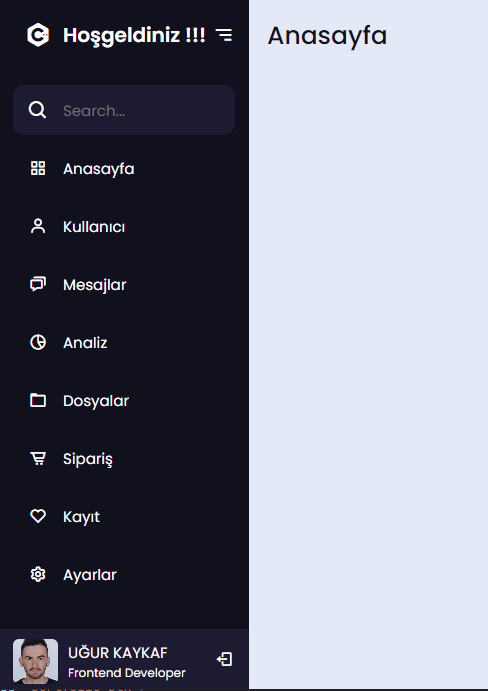 Hoşgeldiniz !!!
Anasayfa
Search...
Anasayfa
Kullanıcı
Mesajlar
Analiz
Dosyalar
Sipariş
Kayıt
Ayarlar
UĞUR KAYKAF
Frontend Developer